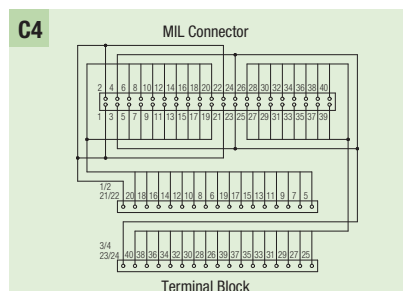 C4
MIL Connector
2 4 6 8 10 12 14 16 18 20 22 24 26 28 30 32 34 36 38 40
1 3 5 7 9 11 13 15 17 19 21 23 25 27 29 31 33 35 37 39
1/2
21/22 20 18 16 14 12 10 8 6 19 17 15 13 11 9 7 5
3/4
23/24 40 38 36 34 32 30 28 26 39 37 35 33 31 29 27 25
Terminal Block